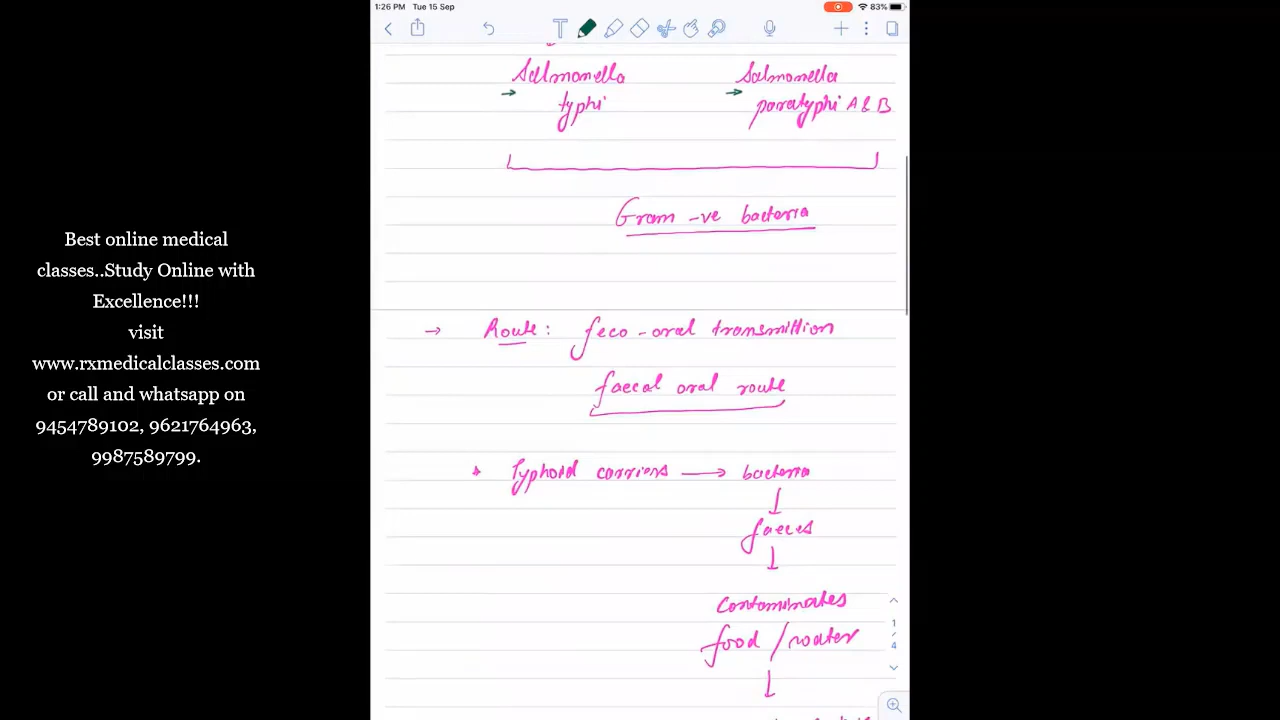 1:26 PM Tue 15 Sep
83%
Salmonella
typhi
Salmonella
paratyphi A & B
Gram -ve bacteria
Best online medical
classes..Study Online with
Excellence!!!
visit
www.rxmedicalclasses.com
or call and whatsapp on
9454789102, 9621764963,
9987589799.
→ Route: feco-oral transmittion
faecal oral route
* Typhoid carriers → bacteria
↓
faeces
↓
Contaminates
food / water
↓
1
/
4